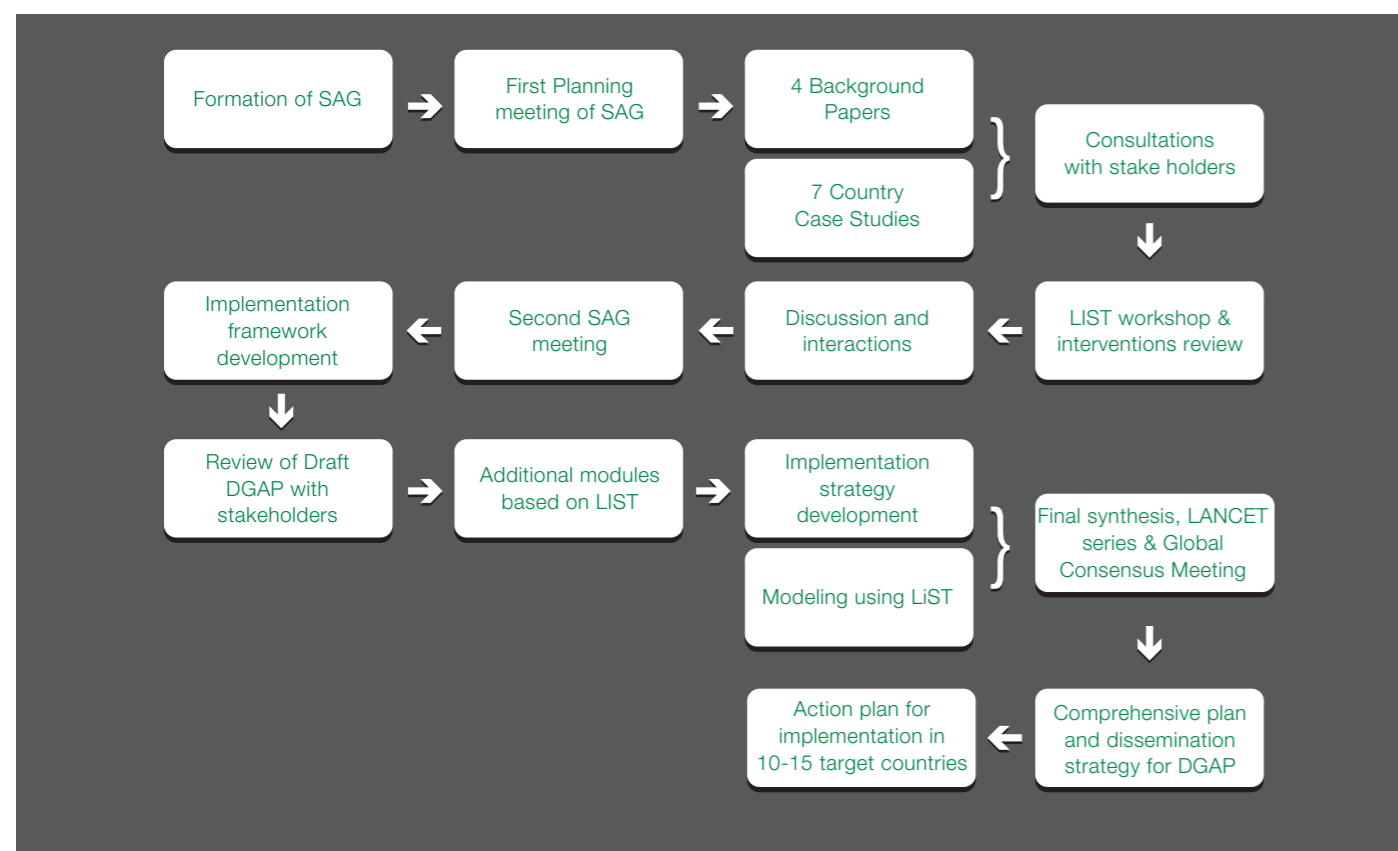 Formation of SAG
First Planning
meeting of SAG
4 Background
Papers
7 Country
Case Studies
Consultations
with stake holders
LIST workshop &
interventions review
Discussion and
interactions
Second SAG
meeting
Implementation
framework
development
Review of Draft
DGAP with
stakeholders
Additional modules
based on LIST
Implementation
strategy
development
Modeling using LiST
Final synthesis, LANCET
series & Global
Consensus Meeting
Comprehensive plan
and dissemination
strategy for DGAP
Action plan for
implementation in
10-15 target countries